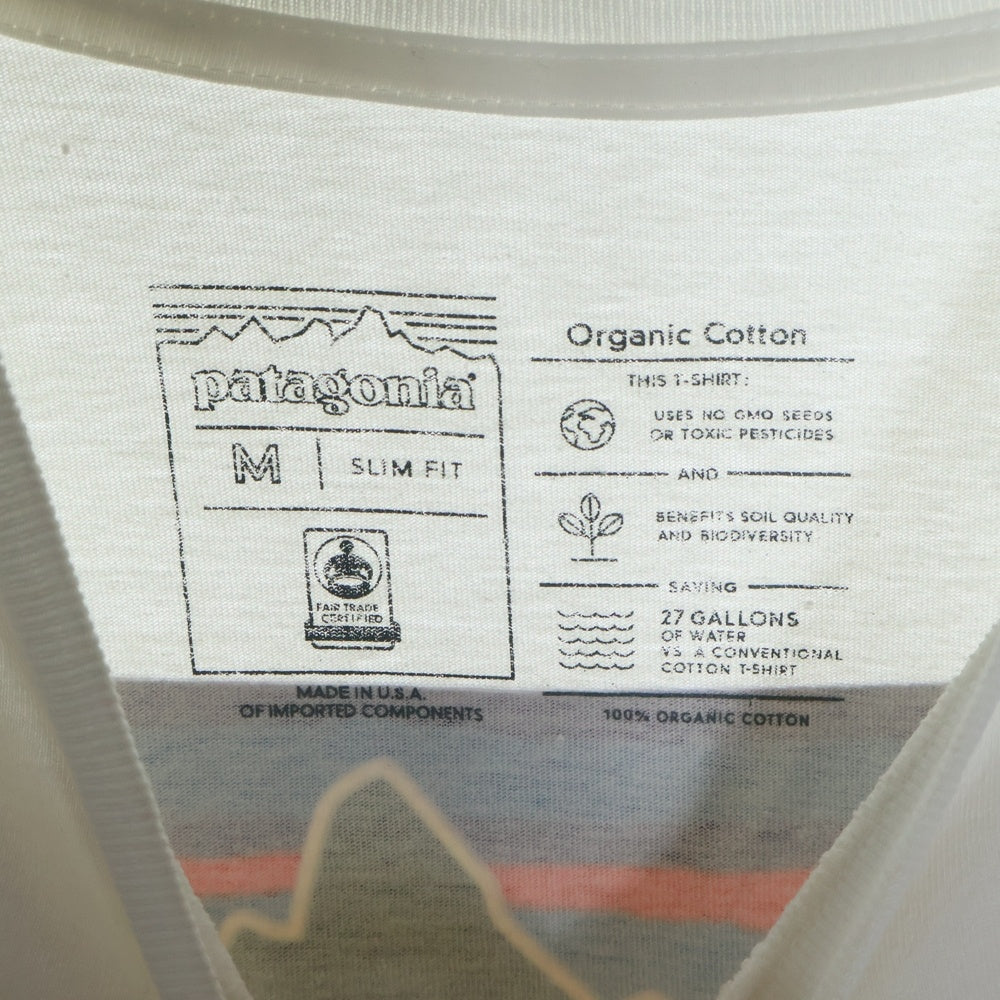 patagonia
M | SLIM FIT
FAIR TRADE
CERTIFIED
MADE IN U.S.A.
OF IMPORTED COMPONENTS
Organic Cotton
THIS T-SHIRT:
USES NO GMO SEEDS
OR TOXIC PESTICIDES
AND
BENEFITS SOIL QUALITY
AND BIODIVERSITY
SAVING
27 GALLONS
OF WATER
VS. A CONVENTIONAL
COTTON T-SHIRT
100% ORGANIC COTTON